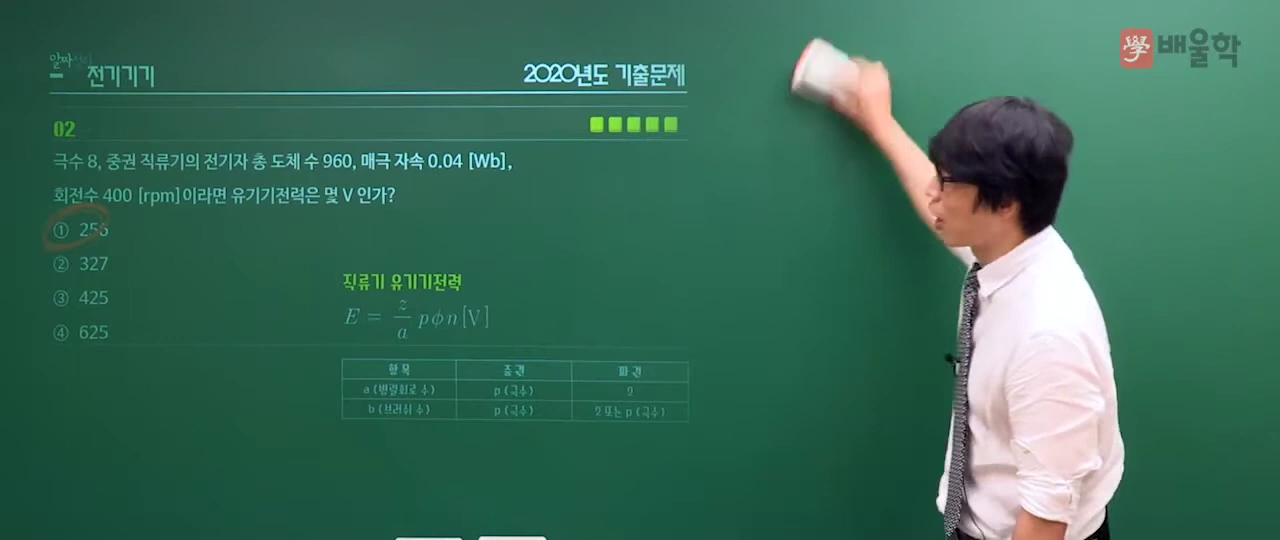 學 배울학
알짜
전기기기
2020년도 기출문제
02
극수 8, 중권 직류기의 전기자 총 도체 수 960, 매극 자속 0.04 [Wb],
회전수 400 [rpm]이라면 유기기전력은 몇 V 인가?
① 256
② 327
③ 425
④ 625
직류기 유기기전력
E = z/a pϕn[V]
항목 중권 파권
a (병렬회로 수) p (극수) 2
b (브러쉬 수) p (극수) 2 또는 p (극수)